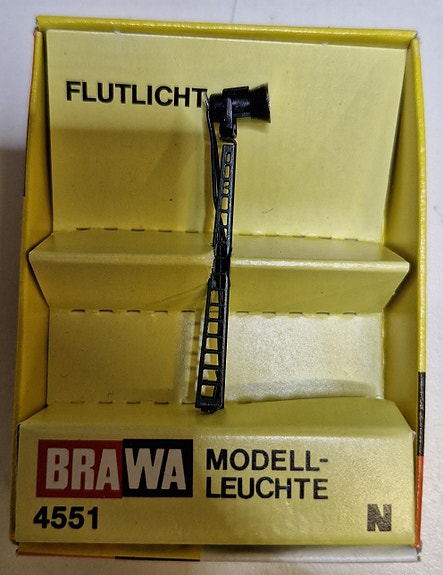 FLUTLICHT
BRAWA
MODELL-
LEUCHTE
4551
N